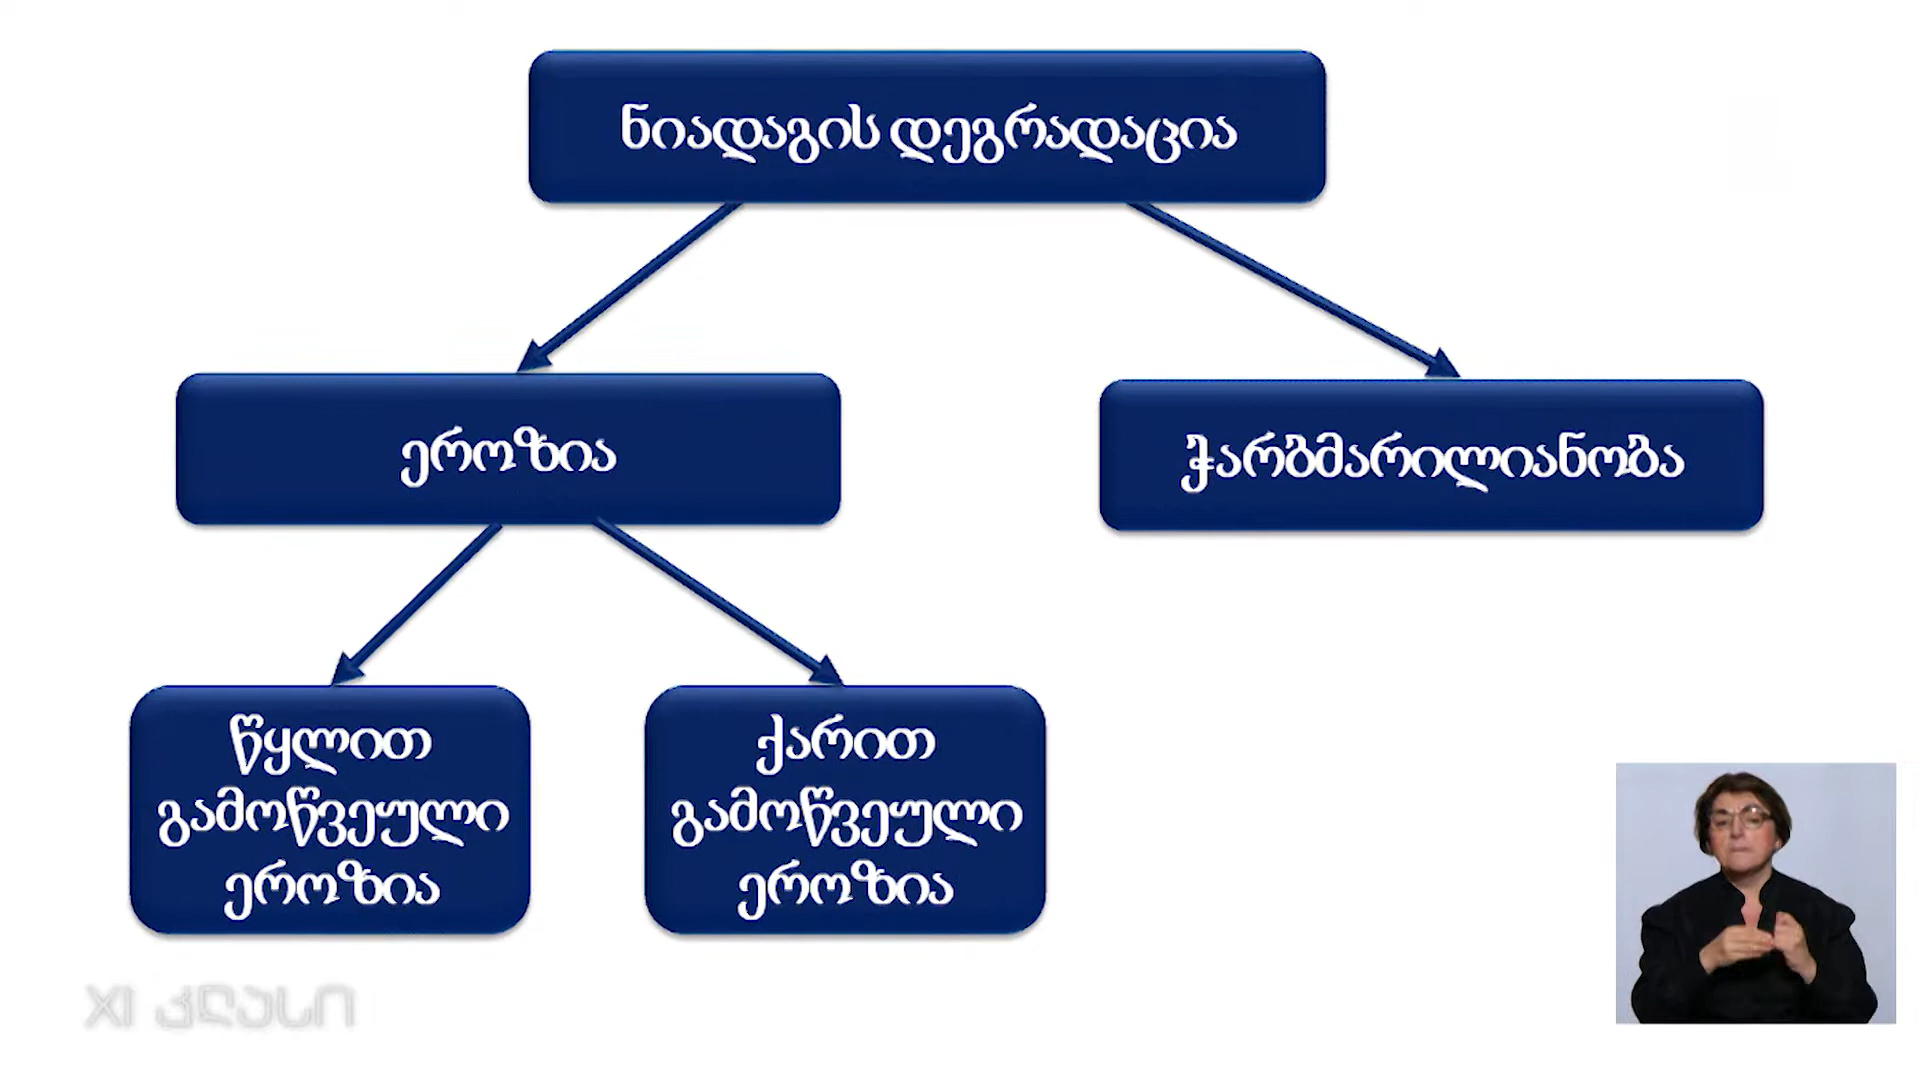 ნიადაგის დეგრადაცია
ეროზია
ჭარბმარილიანობა
წყლით
გამოწვეული
ეროზია
ქარით
გამოწვეული
ეროზია
XI კლასი